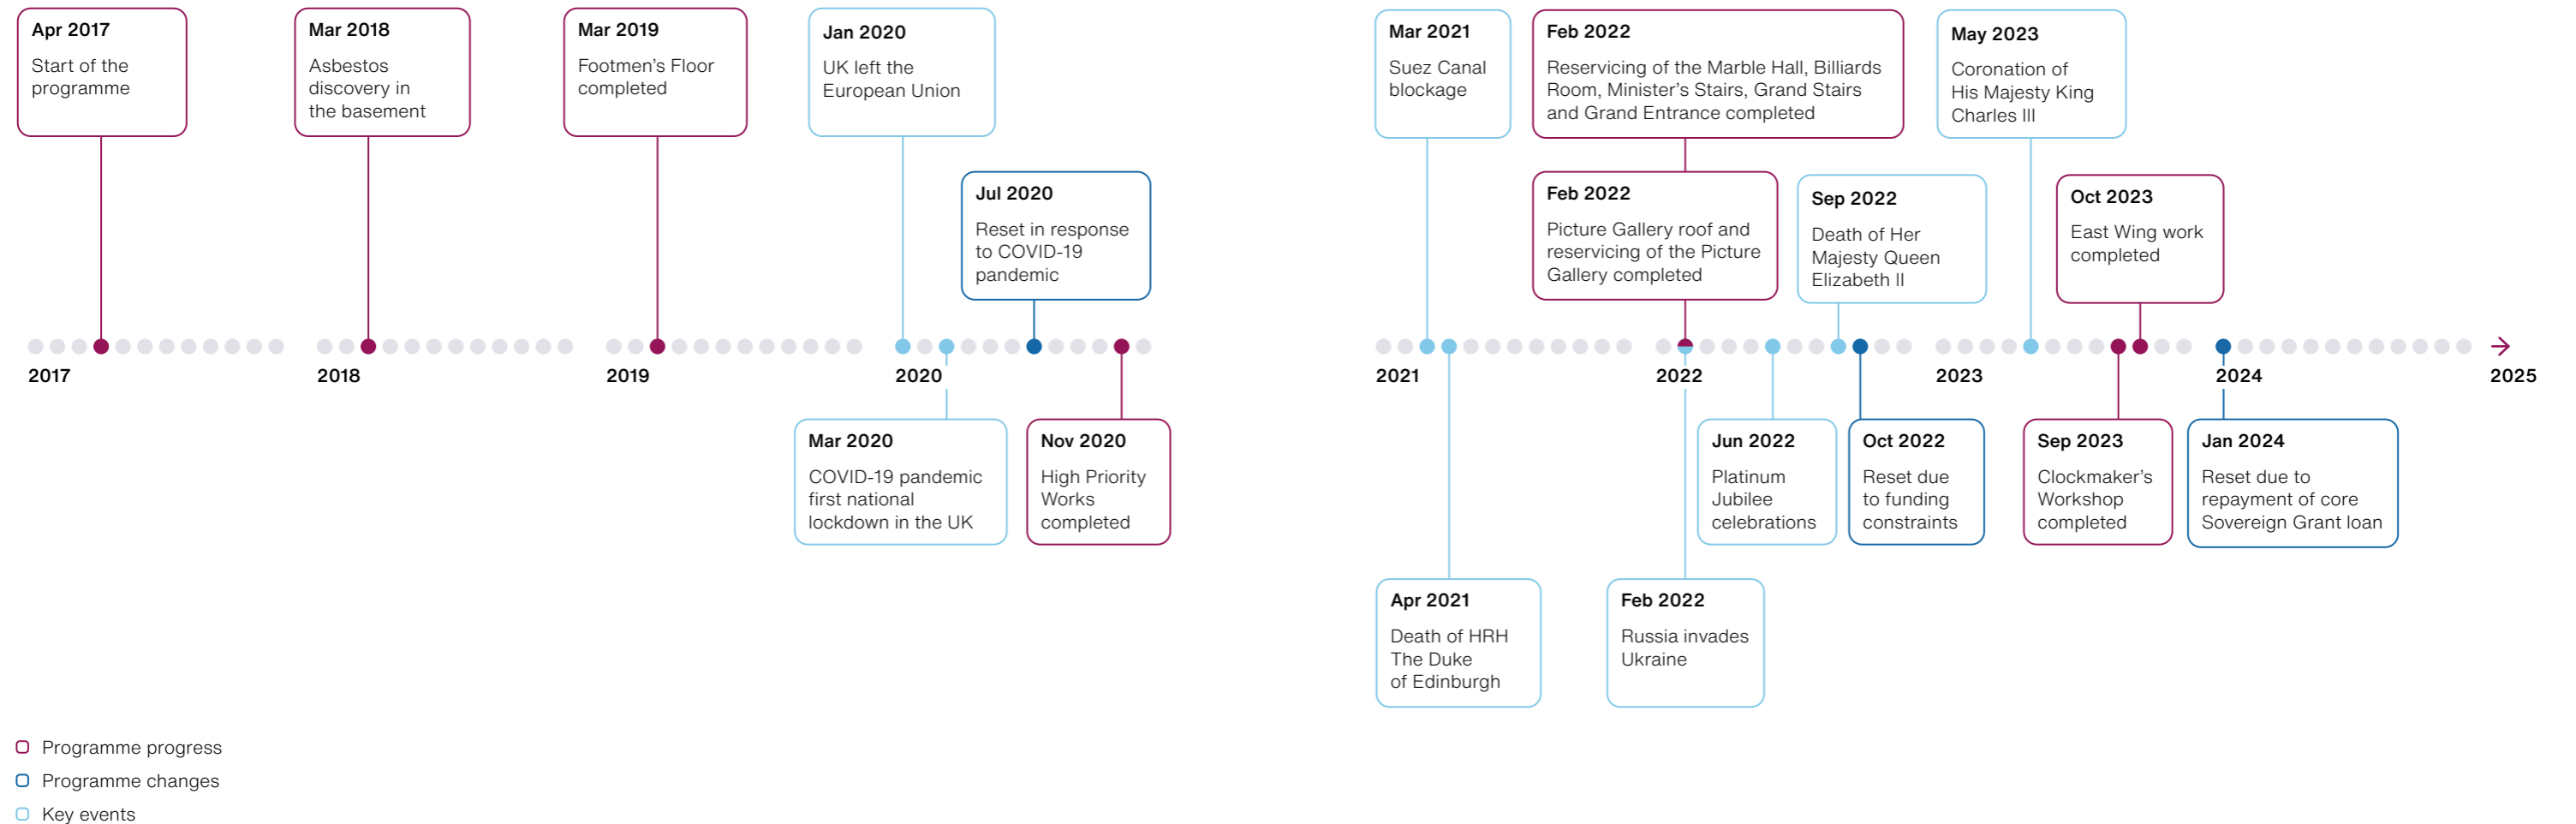 Apr 2017
Start of the
programme
Mar 2018
Asbestos
discovery in
the basement
Mar 2019
Footmen’s Floor
completed
Jan 2020
UK left the
European Union
Jul 2020
Reset in response
to COVID-19
pandemic
Mar 2021
Suez Canal
blockage
Feb 2022
Reservicing of the Marble Hall, Billiards
Room, Minister’s Stairs, Grand Stairs
and Grand Entrance completed
Feb 2022
Picture Gallery roof and
reservicing of the Picture
Gallery completed
Sep 2022
Death of Her
Majesty Queen
Elizabeth II
May 2023
Coronation of
His Majesty King
Charles III
Oct 2023
East Wing work
completed
2017
2018
2019
2020
2021
2022
2023
2024
2025
Mar 2020
COVID-19 pandemic
first national
lockdown in the UK
Nov 2020
High Priority
Works
completed
Jun 2022
Platinum
Jubilee
celebrations
Oct 2022
Reset due
to funding
constraints
Sep 2023
Clockmaker’s
Workshop
completed
Jan 2024
Reset due to
repayment of core
Sovereign Grant loan
Apr 2021
Death of HRH
The Duke
of Edinburgh
Feb 2022
Russia invades
Ukraine
Programme progress
Programme changes
Key events